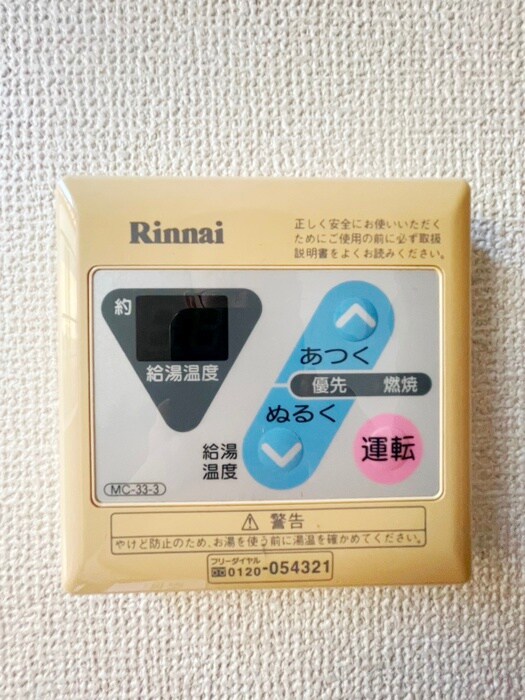 Rinnai
正しく安全にお使いいただく
ためにご使用の前に必ず取扱
説明書をよくお読みください。
約
給湯温度
あつく
優先 燃焼
ぬるく
給湯
温度
運転
MC-33-3
⚠ 警告
やけど防止のため、お湯を使う前に湯温を確かめてください。
フリーダイヤル
0120-054321